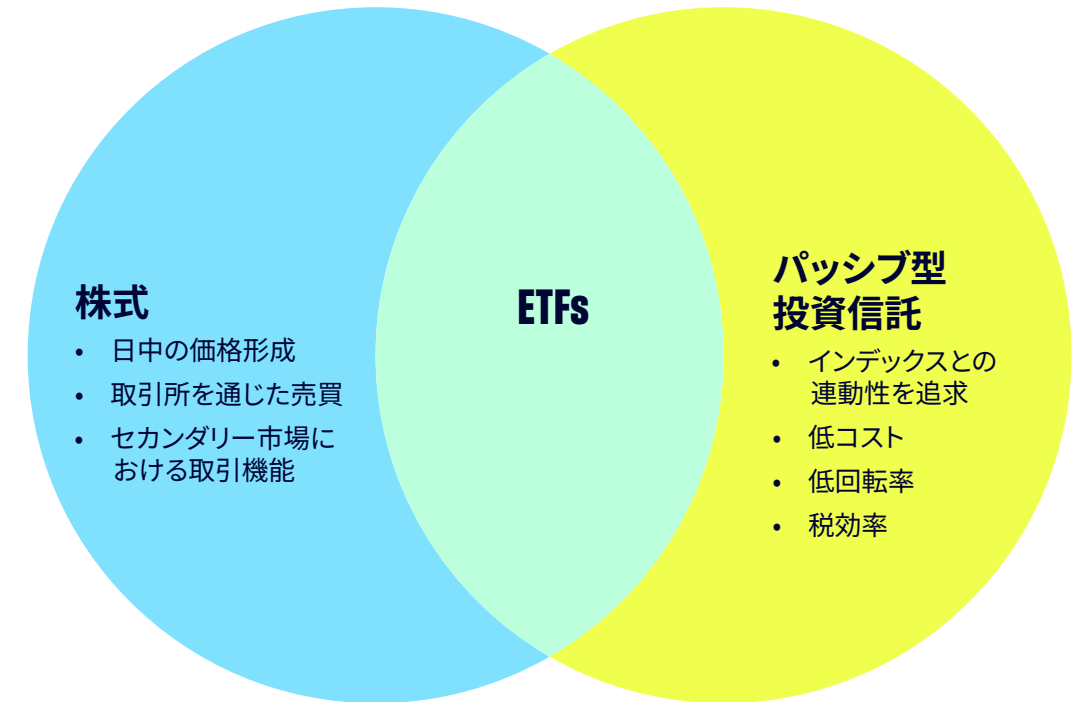 株式
• 日中の価格形成
• 取引所を通じた売買
• セカンダリー市場に
おける取引機能
ETFs
パッシブ型
投資信託
• インデックスとの
連動性を追求
• 低コスト
• 低回転率
• 税効率